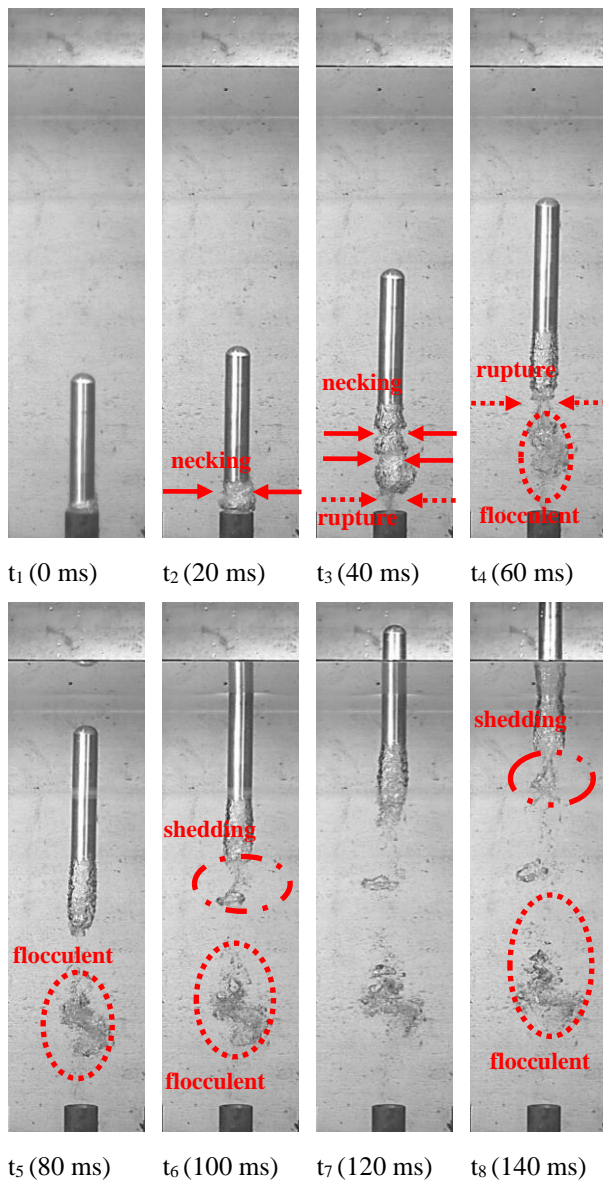 rupture
necking
necking
rupture
flocculent
t₁ (0 ms) t₂ (20 ms) t₃ (40 ms) t₄ (60 ms)
shedding
shedding
flocculent
flocculent
flocculent
t₅ (80 ms) t₆ (100 ms) t₇ (120 ms) t₈ (140 ms)